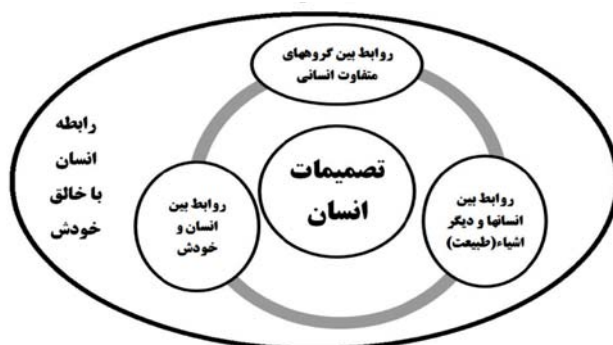 روابط بین گروههای
متفاوت انسانی
رابطه
انسان
با خالق
خودش
تصمیمات
انسان
روابط بین
انسانها و دیگر
اشیاء(طبیعت)
روابط بین
انسان و
خودش